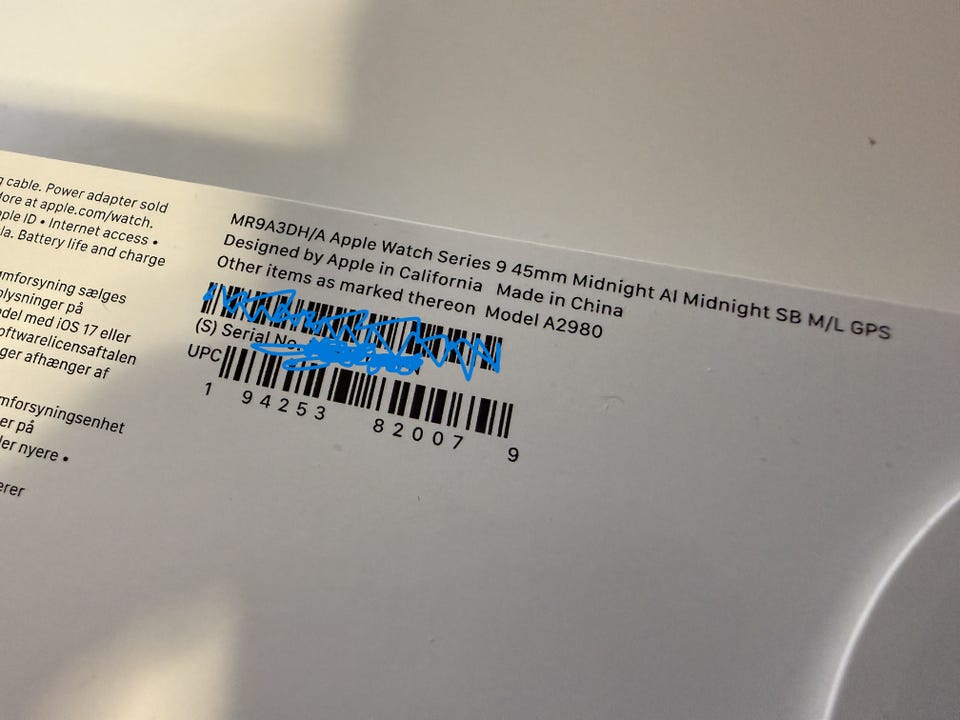 g cable. Power adapter sold
ore at apple.com/watch.
ple ID • Internet access •
la. Battery life and charge
mforsyning sælges
plysninger på
del med iOS 17 eller
oftwarelicensaftalen
ger afhænger af
mforsyningsenhet
er på
ler nyere •
erer
MR9A3DH/A Apple Watch Series 9 45mm Midnight Al Midnight SB M/L GPS
Designed by Apple in California Made in China
Other items as marked thereon Model A2980
(S) Serial No.
UPC
1 94253 82007 9